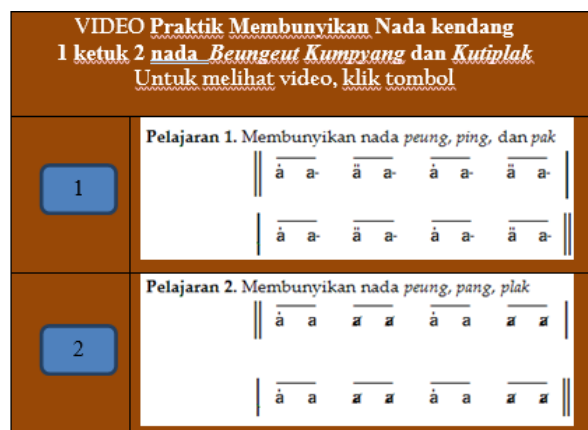 VIDEO Praktik Membunyikan Nada kendang
1 ketuk 2 nada Beungeut Kumpyang dan Kutiplak
Untuk melihat video, klik tombol
1
Pelajaran 1. Membunyikan nada peung, ping, dan pak
ȧ a- ä a- ȧ a- ä a-
ȧ a- ä a- ȧ a- ä a-
2
Pelajaran 2. Membunyikan nada peung, pang, plak
ȧ a a̸ a̸ ȧ a a̸ a̸
ȧ a a̸ a̸ ȧ a a̸ a̸